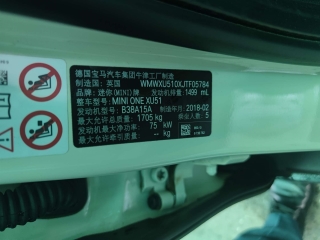 德国宝马汽车集团牛津工厂制造
制造国: 英国 WMWXU510XJTF05784
品牌: 迷你(MINI)牌 发动机排量: 1499 mL
整车型号: MINI ONE XU51
发动机型号: B38A15A 制造年月: 2018-02
最大允许总质量: 1705 kg 乘坐人数: 5
发动机最大净功率: 75 kW
最大允许牵引质量: -- kg